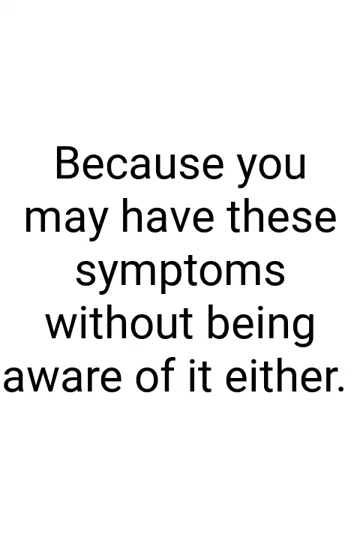 Because you
may have these
symptoms
without being
aware of it either.